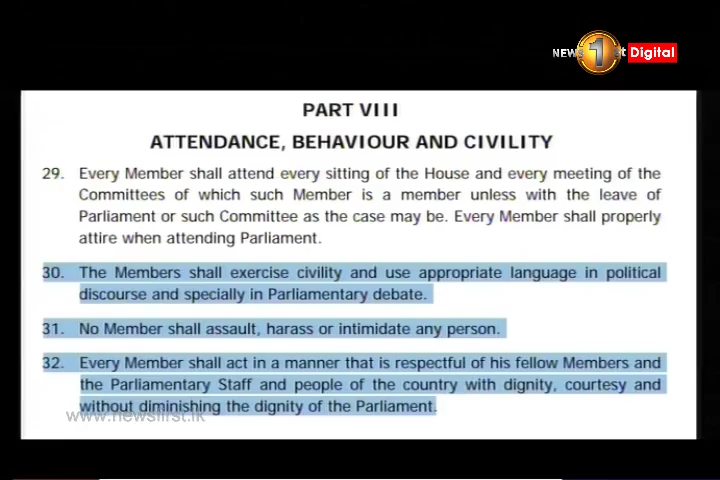 NEWS 1st Digital
PART VIII
ATTENDANCE, BEHAVIOUR AND CIVILITY
29. Every Member shall attend every sitting of the House and every meeting of the
Committees of which such Member is a member unless with the leave of
Parliament or such Committee as the case may be. Every Member shall properly
attire when attending Parliament.
30. The Members shall exercise civility and use appropriate language in political
discourse and specially in Parliamentary debate.
31. No Member shall assault, harass or intimidate any person.
32. Every Member shall act in a manner that is respectful of his fellow Members and
the Parliamentary Staff and people of the country with dignity, courtesy and
without diminishing the dignity of the Parliament.
www.newsfirst.lk